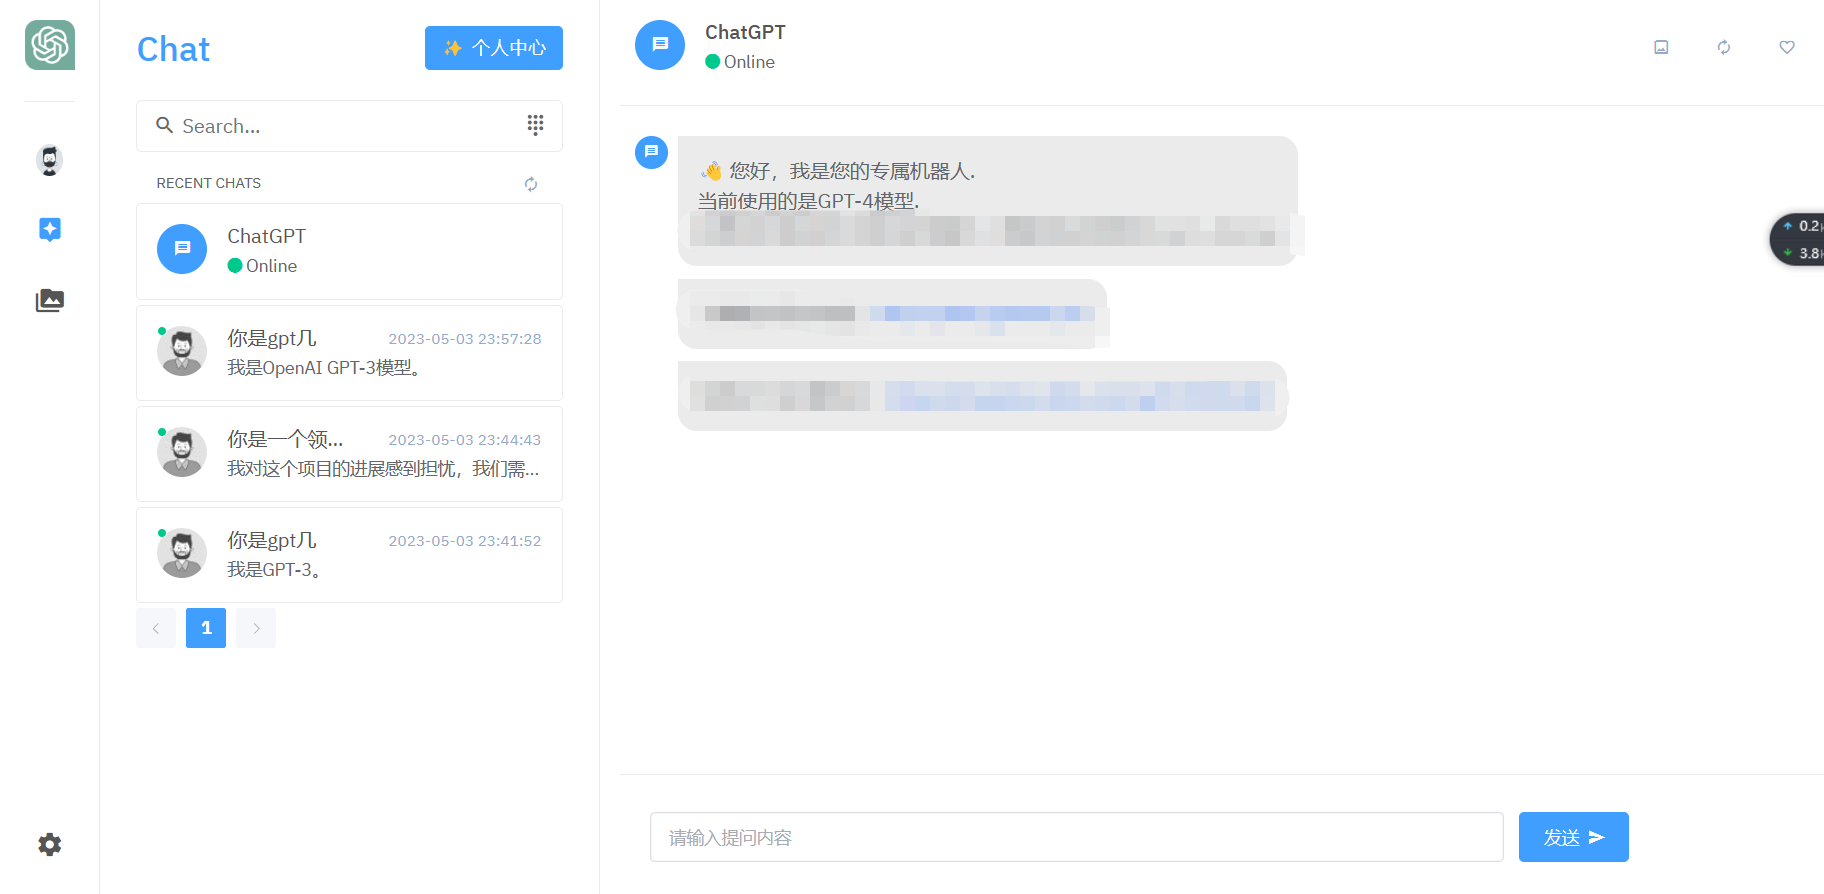 Chat
✨ 个人中心
Search...
RECENT CHATS
ChatGPT
Online
你是gpt几 2023-05-03 23:57:28
我是OpenAI GPT-3模型。
你是一个领... 2023-05-03 23:44:43
我对这个项目的进展感到担忧，我们需...
你是gpt几 2023-05-03 23:41:52
我是GPT-3。
1
ChatGPT
Online
👋 您好，我是您的专属机器人.
当前使用的是GPT-4模型.
0.2
3.8
请输入提问内容
发送